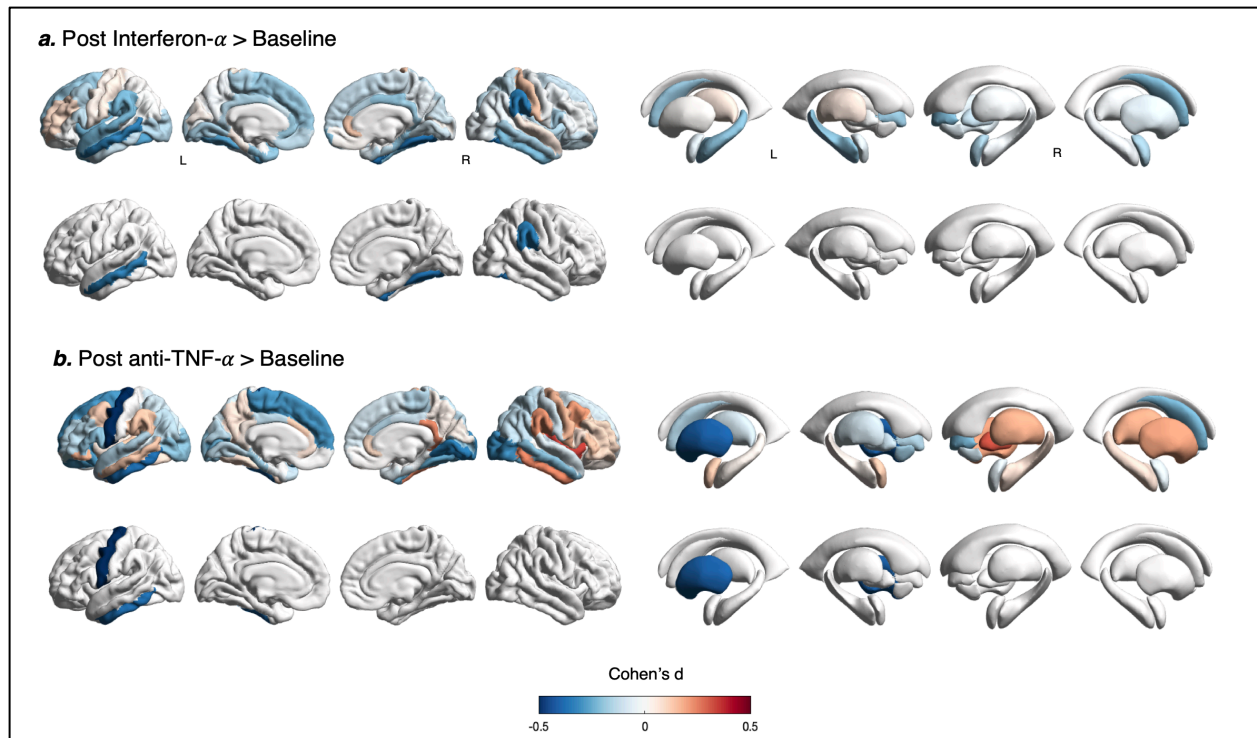 a. Post Interferon-𝛼 > Baseline
L
R
L
R
b. Post anti-TNF-𝛼 > Baseline
Cohen's d
-0.5
0
0.5